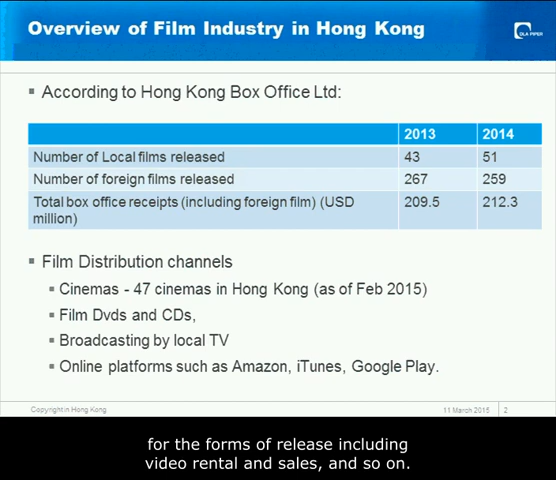 Overview of Film Industry in Hong Kong
DLA PIPER
▪ According to Hong Kong Box Office Ltd:
2013 2014
Number of Local films released 43 51
Number of foreign films released 267 259
Total box office receipts (including foreign film) (USD 209.5 212.3
million)
▪ Film Distribution channels
▪ Cinemas - 47 cinemas in Hong Kong (as of Feb 2015)
▪ Film Dvds and CDs,
▪ Broadcasting by local TV
▪ Online platforms such as Amazon, iTunes, Google Play.
Copyright in Hong Kong 11 March 2015 2
for the forms of release including
video rental and sales, and so on.